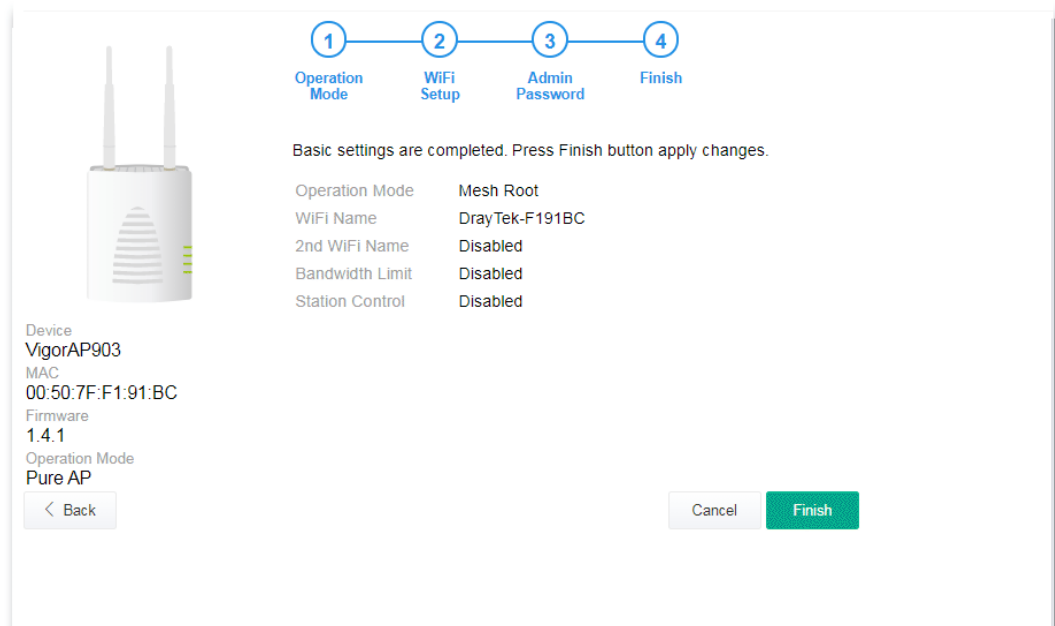 1
2
3
4
Operation Mode
WiFi Setup
Admin Password
Finish
Basic settings are completed. Press Finish button apply changes.
Operation Mode Mesh Root
WiFi Name DrayTek-F191BC
2nd WiFi Name Disabled
Bandwidth Limit Disabled
Station Control Disabled
Device
VigorAP903
MAC
00:50:7F:F1:91:BC
Firmware
1.4.1
Operation Mode
Pure AP
< Back
Cancel
Finish